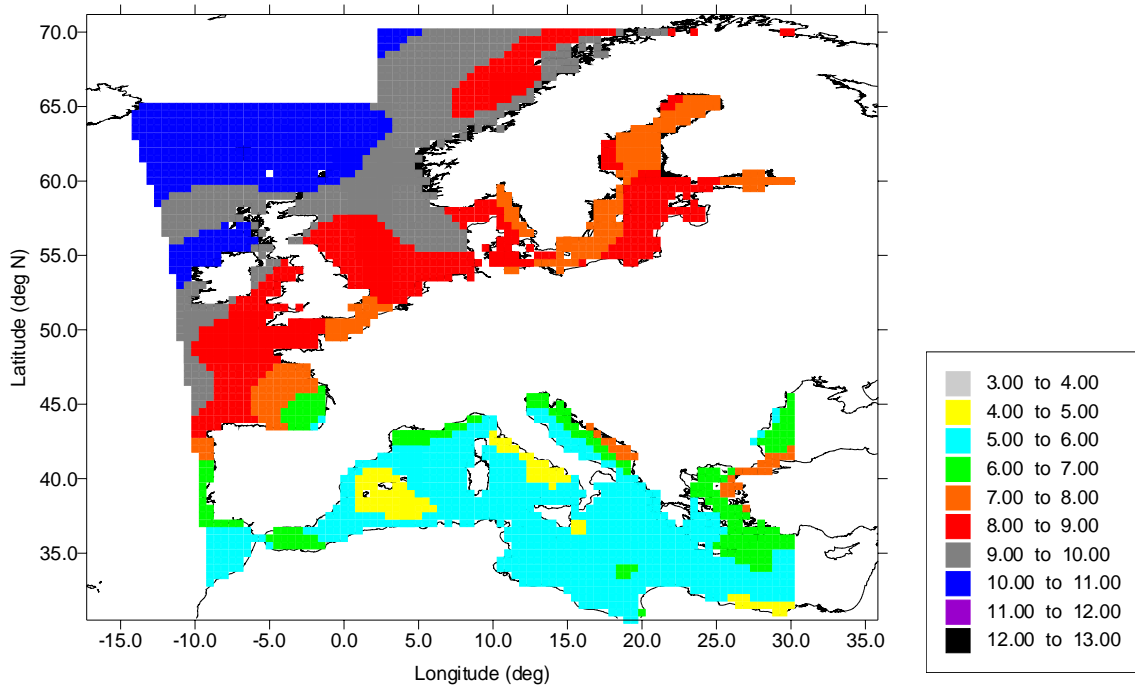 70.0
65.0
60.0
55.0
50.0
45.0
40.0
35.0
Latitude (deg N)
-15.0 -10.0 -5.0 0.0 5.0 10.0 15.0 20.0 25.0 30.0 35.0
Longitude (deg)
3.00 to 4.00
4.00 to 5.00
5.00 to 6.00
6.00 to 7.00
7.00 to 8.00
8.00 to 9.00
9.00 to 10.00
10.00 to 11.00
11.00 to 12.00
12.00 to 13.00